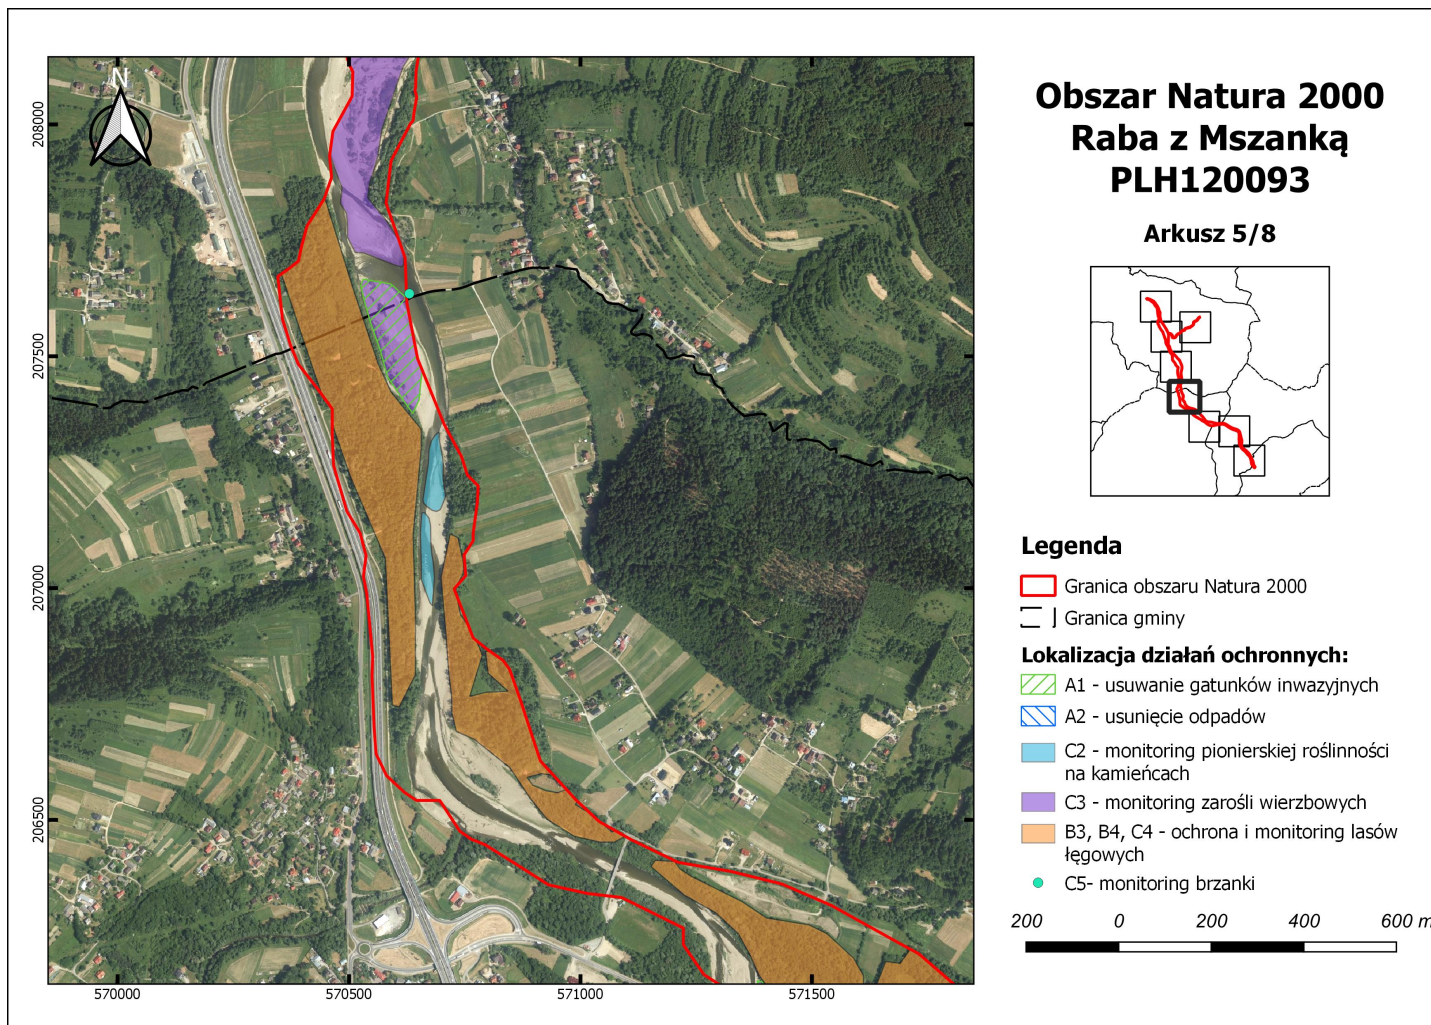 Obszar Natura 2000
Raba z Mszanką
PLH120093
Arkusz 5/8
N
208000
207500
207000
206500
570000
570500
571000
571500
Legenda
Granica obszaru Natura 2000
Granica gminy
Lokalizacja działań ochronnych:
A1 - usuwanie gatunków inwazyjnych
A2 - usunięcie odpadów
C2 - monitoring pionierskiej roślinności
na kamieńcach
C3 - monitoring zarośli wierzbowych
B3, B4, C4 - ochrona i monitoring lasów
łęgowych
C5- monitoring brzanki
200 0 200 400 600 m